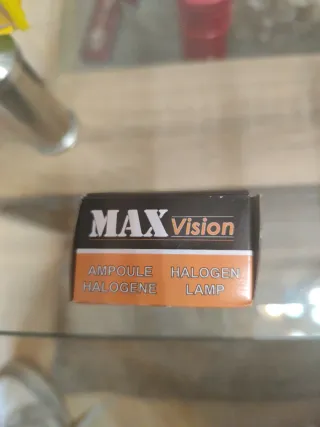 MAX Vision
AMPOULE HALOGEN
HALOGENE LAMP